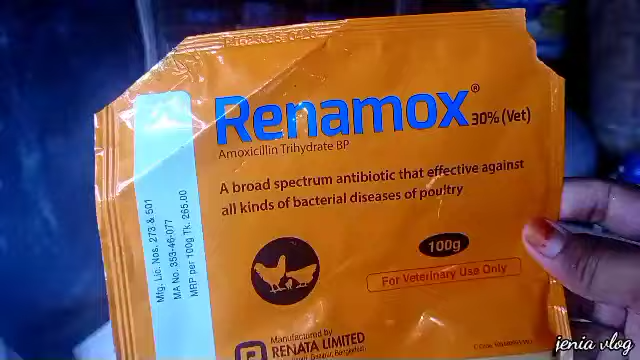 Renamox® 30% (Vet)
Amoxicillin Trihydrate BP
A broad spectrum antibiotic that effective against
all kinds of bacterial diseases of poultry
100g
For Veterinary Use Only
Mfg. Lic. Nos. 273 & 501
MA No. 353-46-077
MRP per 100g Tk. 265.00
Manufactured by
RENATA LIMITED
jenia vlog